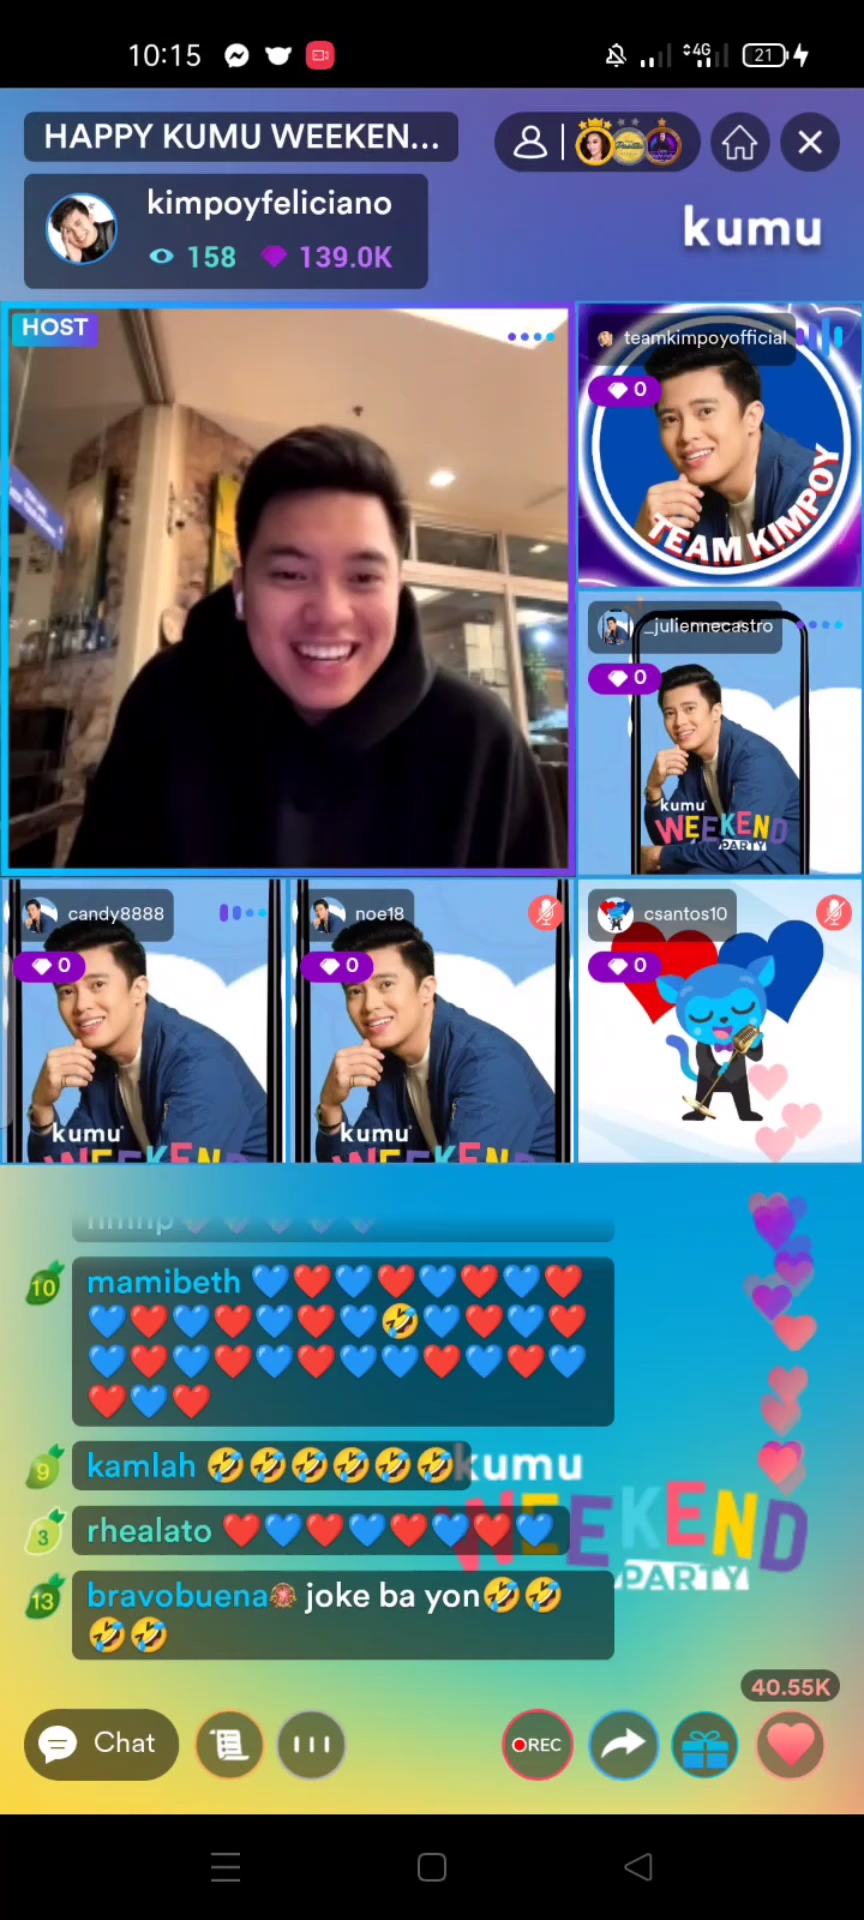 10:15
4G
21
HAPPY KUMU WEEKEN...
kimpoyfeliciano
158 139.0K
kumu
HOST
teamkimpoyofficial
0
TEAM KIMPOY
_juliennecastro
0
kumu
WEEKEND
PARTY
candy8888
0
kumu
WEEKEND
noe18
0
kumu
WEEKEND
csantos10
0
10 mamibeth 💙❤️💙❤️💙❤️💙❤️
💙❤️💙❤️💙❤️💙🤣💙❤️💙❤️
💙❤️💙❤️💙❤️💙💙❤️💙❤️💙
❤️💙❤️
9 kamlah 🤣🤣🤣🤣🤣🤣
3 rhealato ❤️💙❤️💙❤️💙❤️💙
13 bravobuena joke ba yon🤣🤣
🤣🤣
kumu
WEEKEND
PARTY
40.55K
Chat
REC